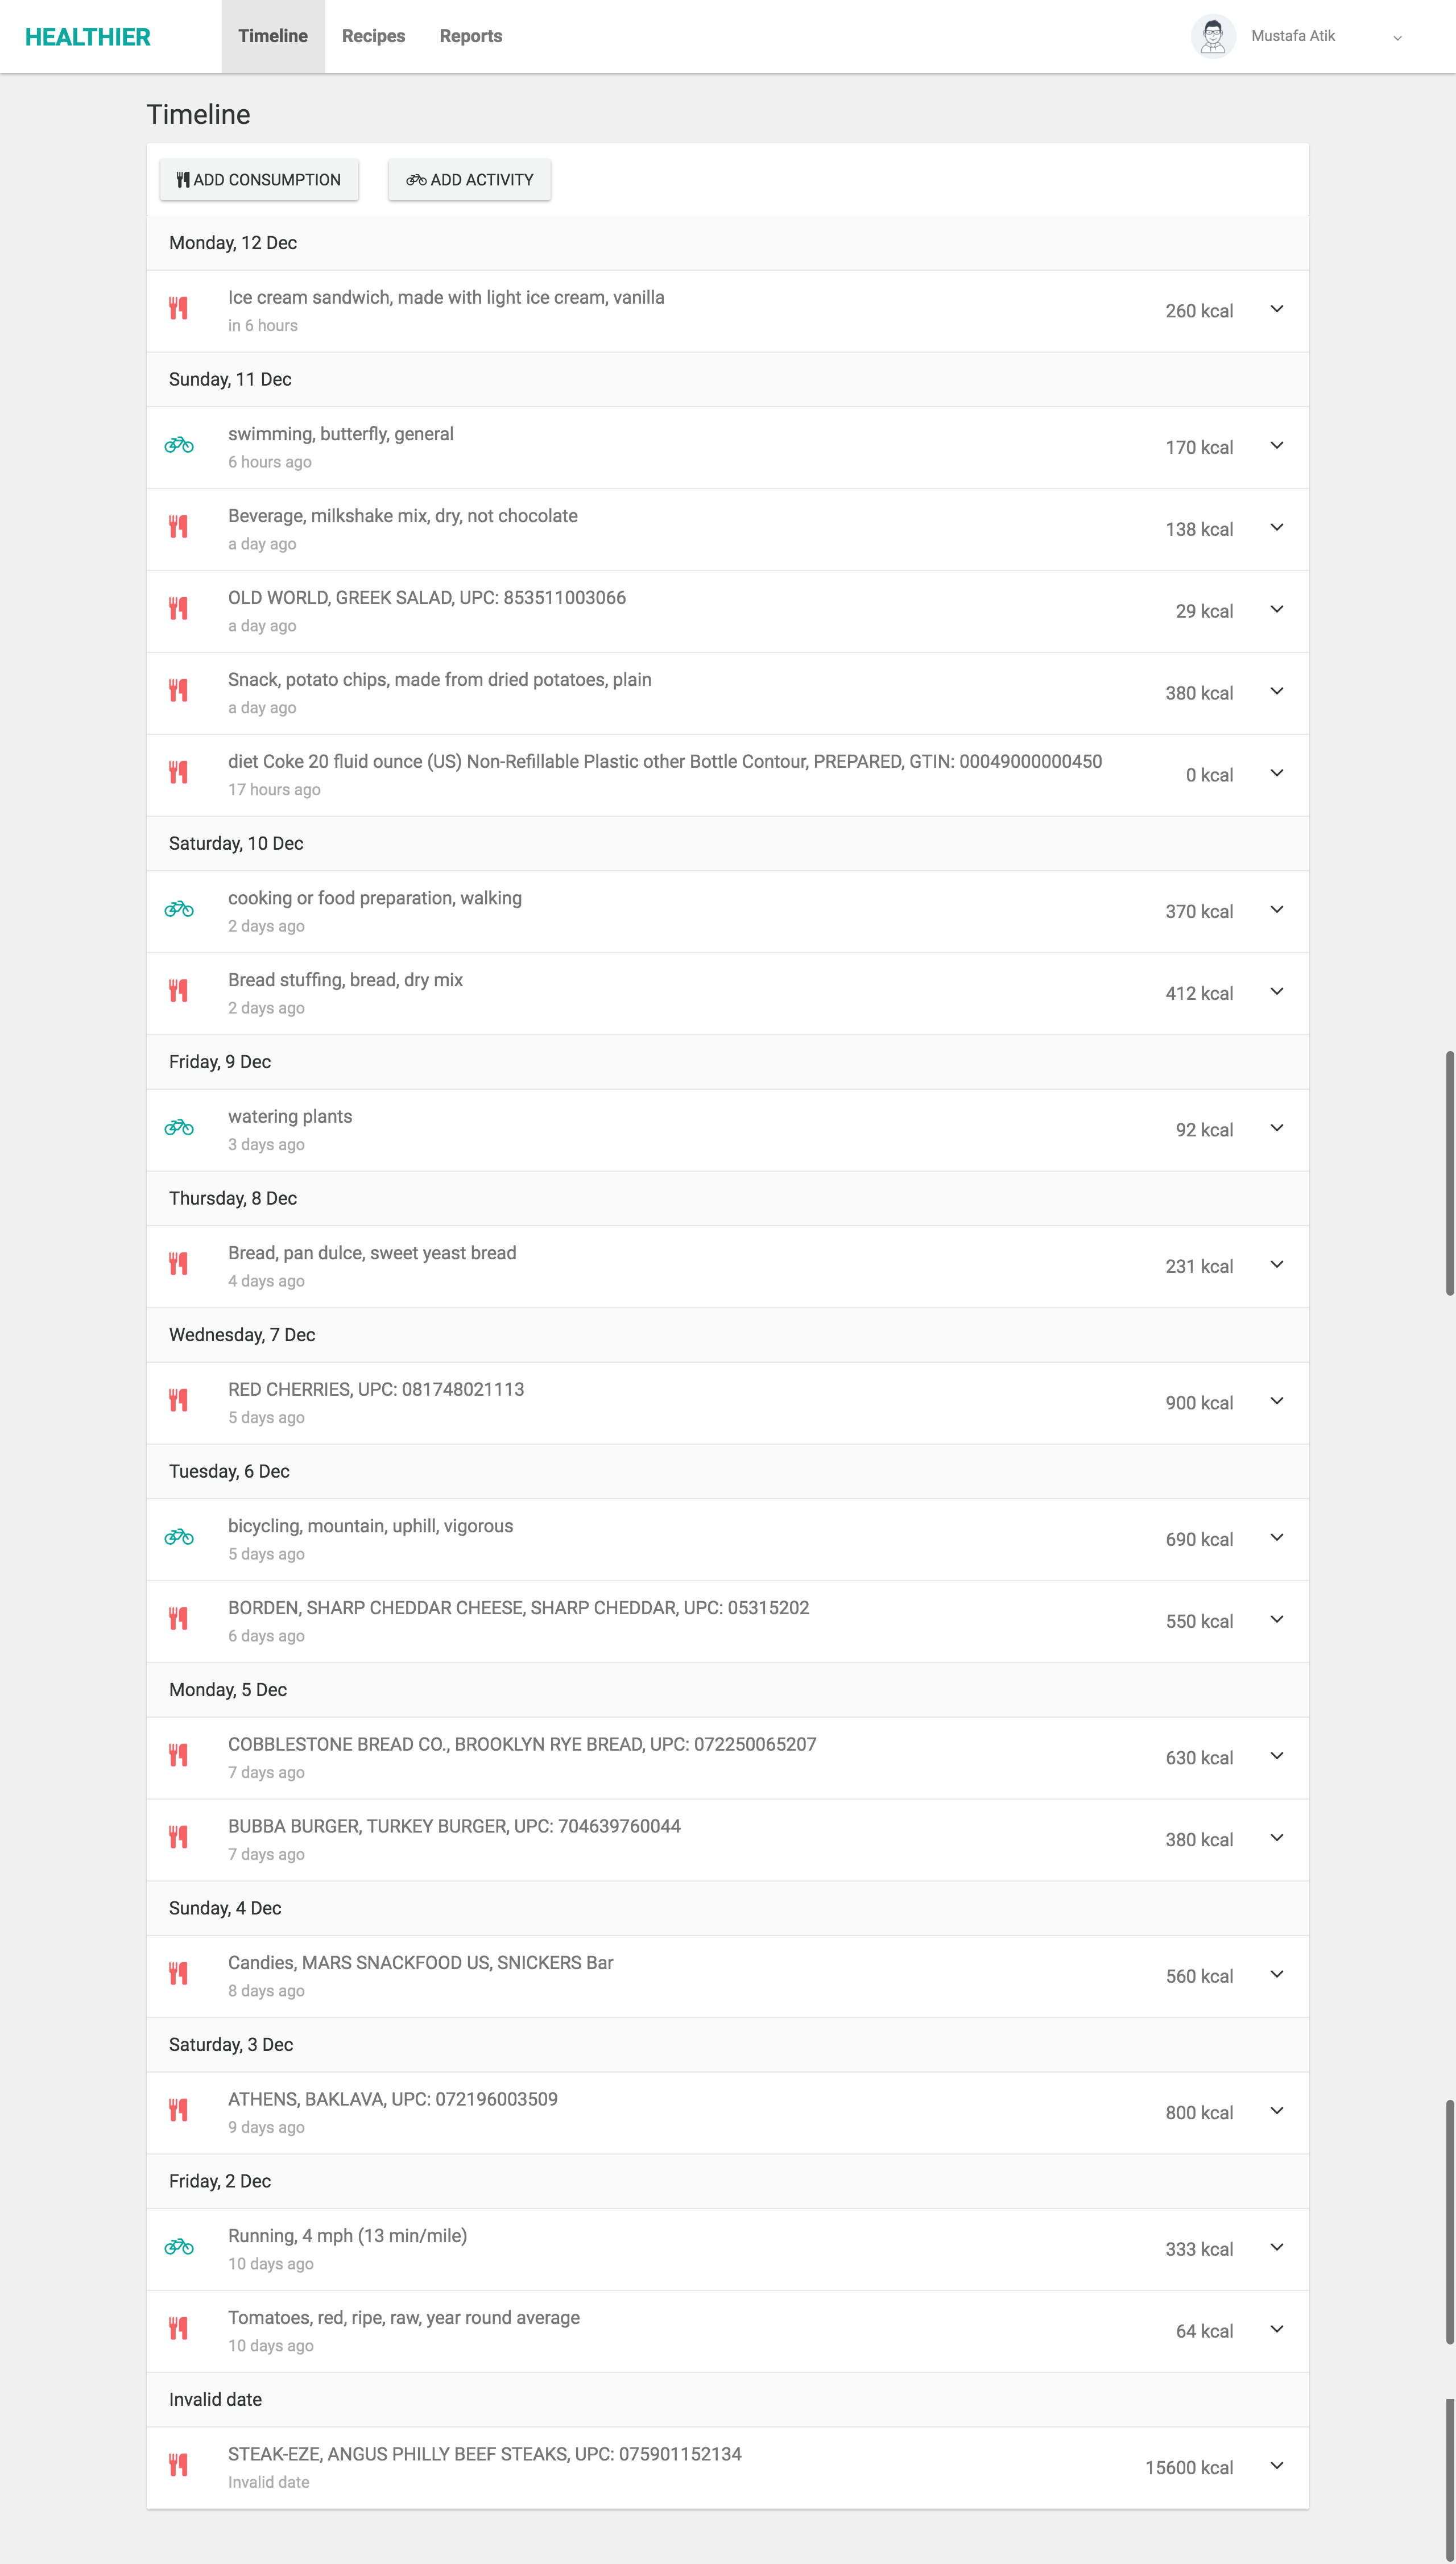 HEALTHIER
Timeline
Recipes
Reports
Mustafa Atik
Timeline
ADD CONSUMPTION
ADD ACTIVITY
Monday, 12 Dec
Ice cream sandwich, made with light ice cream, vanilla
in 6 hours
260 kcal
Sunday, 11 Dec
swimming, butterfly, general
6 hours ago
170 kcal
Beverage, milkshake mix, dry, not chocolate
a day ago
138 kcal
OLD WORLD, GREEK SALAD, UPC: 853511003066
a day ago
29 kcal
Snack, potato chips, made from dried potatoes, plain
a day ago
380 kcal
diet Coke 20 fluid ounce (US) Non-Refillable Plastic other Bottle Contour, PREPARED, GTIN: 00049000000450
17 hours ago
0 kcal
Saturday, 10 Dec
cooking or food preparation, walking
2 days ago
370 kcal
Bread stuffing, bread, dry mix
2 days ago
412 kcal
Friday, 9 Dec
watering plants
3 days ago
92 kcal
Thursday, 8 Dec
Bread, pan dulce, sweet yeast bread
4 days ago
231 kcal
Wednesday, 7 Dec
RED CHERRIES, UPC: 081748021113
5 days ago
900 kcal
Tuesday, 6 Dec
bicycling, mountain, uphill, vigorous
5 days ago
690 kcal
BORDEN, SHARP CHEDDAR CHEESE, SHARP CHEDDAR, UPC: 05315202
6 days ago
550 kcal
Monday, 5 Dec
COBBLESTONE BREAD CO., BROOKLYN RYE BREAD, UPC: 072250065207
7 days ago
630 kcal
BUBBA BURGER, TURKEY BURGER, UPC: 704639760044
7 days ago
380 kcal
Sunday, 4 Dec
Candies, MARS SNACKFOOD US, SNICKERS Bar
8 days ago
560 kcal
Saturday, 3 Dec
ATHENS, BAKLAVA, UPC: 072196003509
9 days ago
800 kcal
Friday, 2 Dec
Running, 4 mph (13 min/mile)
10 days ago
333 kcal
Tomatoes, red, ripe, raw, year round average
10 days ago
64 kcal
Invalid date
STEAK-EZE, ANGUS PHILLY BEEF STEAKS, UPC: 075901152134
Invalid date
15600 kcal